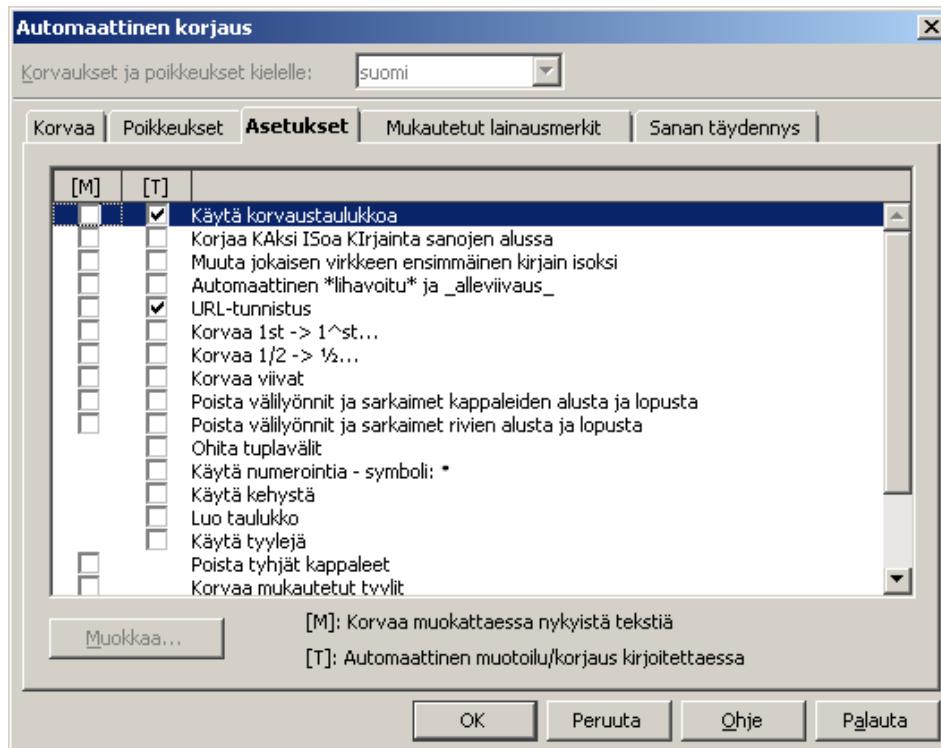 Automaattinen korjaus
Korvaukset ja poikkeukset kielelle: suomi
Korvaa Poikkeukset Asetukset Mukautetut lainausmerkit Sanan täydennys
[M] [T]
Käytä korvaustaulukkoa
Korjaa KAksi ISoa KIrjainta sanojen alussa
Muuta jokaisen virkkeen ensimmäinen kirjain isoksi
Automaattinen *lihavoitu* ja _alleviivaus_
URL-tunnistus
Korvaa 1st -> 1^st...
Korvaa 1/2 -> ½...
Korvaa viivat
Poista välilyönnit ja sarkaimet kappaleiden alusta ja lopusta
Poista välilyönnit ja sarkaimet rivien alusta ja lopusta
Ohita tuplavälit
Käytä numerointia - symboli: •
Käytä kehystä
Luo taulukko
Käytä tyylejä
Poista tyhjät kappaleet
Korvaa mukautetut tyylit
Muokkaa...
[M]: Korvaa muokattaessa nykyistä tekstiä
[T]: Automaattinen muotoilu/korjaus kirjoitettaessa
OK Peruuta Ohje Palauta